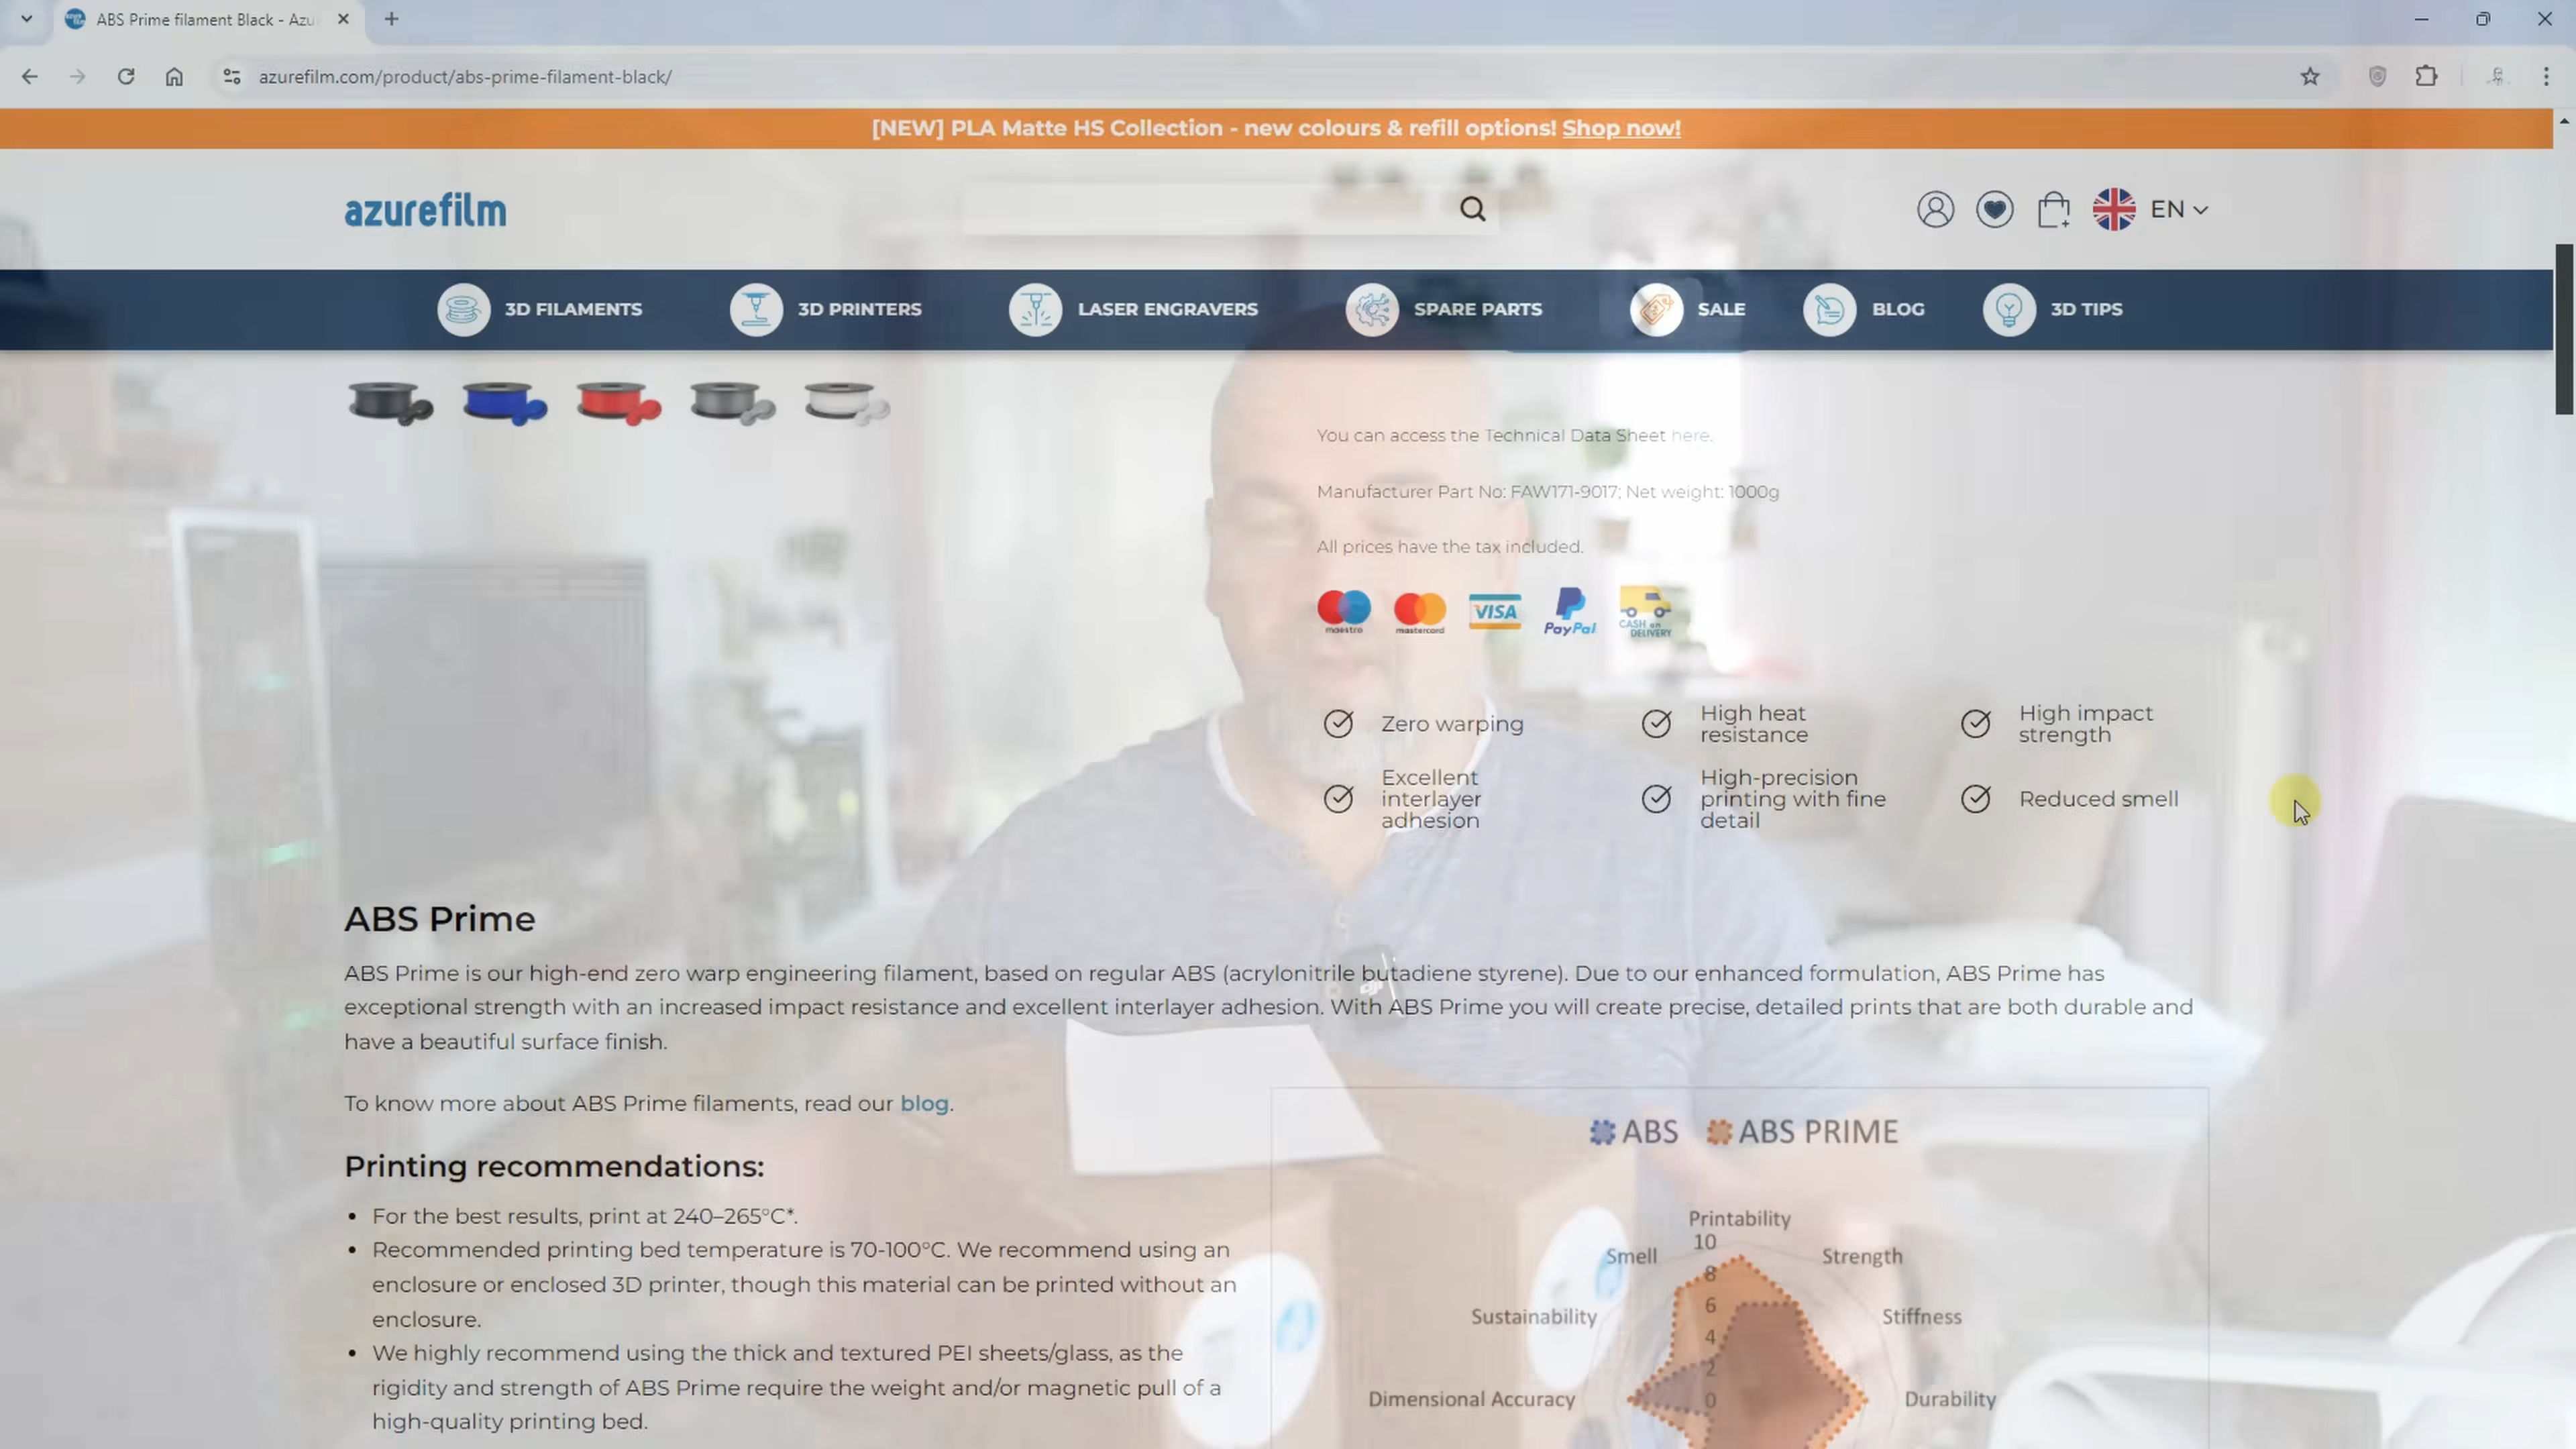 ABS Prime filament Black - Azu
azurefilm.com/product/abs-prime-filament-black/
[NEW] PLA Matte HS Collection - new colours & refill options! Shop now!
azurefilm
EN
3D FILAMENTS
3D PRINTERS
LASER ENGRAVERS
SPARE PARTS
SALE
BLOG
3D TIPS
You can access the Technical Data Sheet here.
Manufacturer Part No: FAW171-9017; Net weight: 1000g
All prices have the tax included.
maestro
mastercard
VISA
PayPal
CASH on
DELIVERY
Zero warping
High heat
resistance
High impact
strength
Excellent
interlayer
adhesion
High-precision
printing with fine
detail
Reduced smell
ABS Prime
ABS Prime is our high-end zero warp engineering filament, based on regular ABS (acrylonitrile butadiene styrene). Due to our enhanced formulation, ABS Prime has
exceptional strength with an increased impact resistance and excellent interlayer adhesion. With ABS Prime you will create precise, detailed prints that are both durable and
have a beautiful surface finish.
To know more about ABS Prime filaments, read our blog.
Printing recommendations:
• For the best results, print at 240–265°C*.
• Recommended printing bed temperature is 70-100°C. We recommend using an
enclosure or enclosed 3D printer, though this material can be printed without an
enclosure.
• We highly recommend using the thick and textured PEI sheets/glass, as the
rigidity and strength of ABS Prime require the weight and/or magnetic pull of a
high-quality printing bed.
ABS ABS PRIME
Printability
10
Smell
Strength
8
6
Sustainability
Stiffness
4
2
Dimensional Accuracy
0
Durability
dji